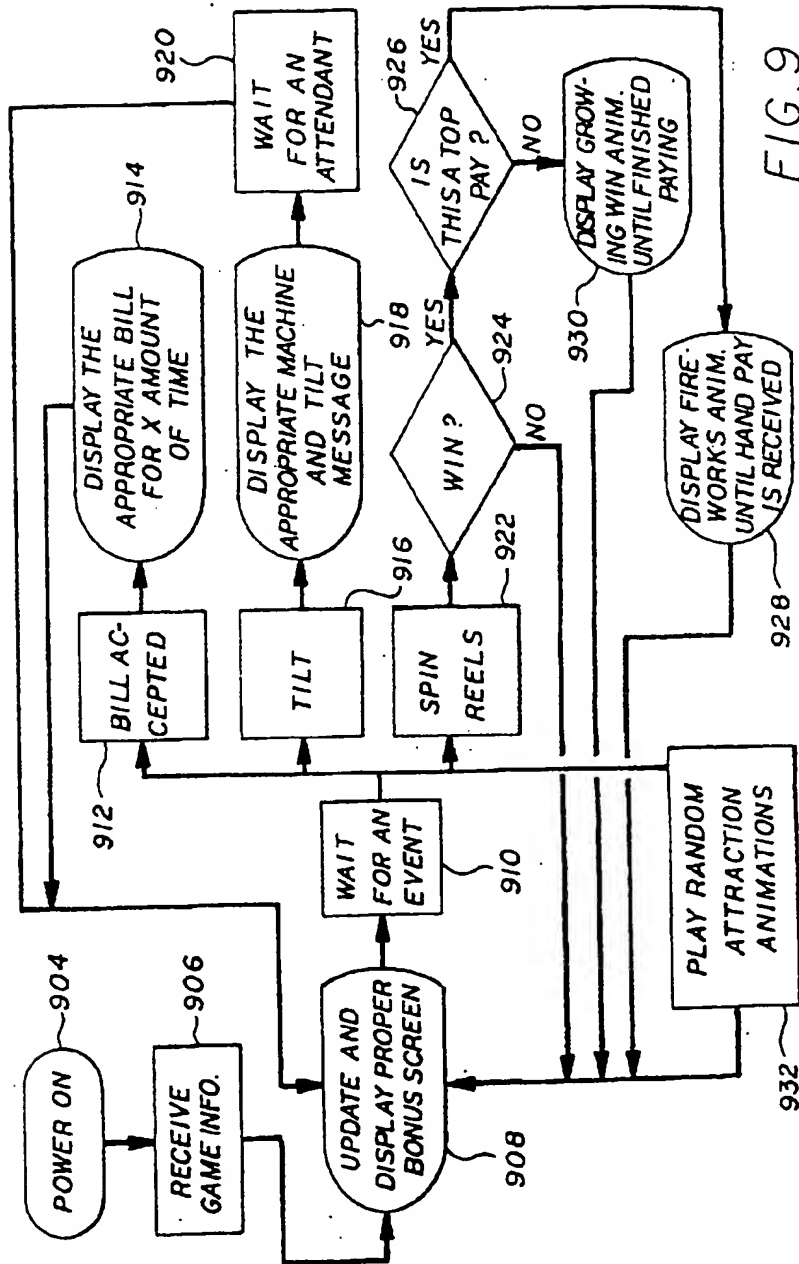 904
POWER ON
906
RECEIVE
GAME INFO.
UPDATE AND
DISPLAY PROPER
BONUS SCREEN
908
WAIT
FOR AN
EVENT
910
912
BILL AC-
CEPTED
DISPLAY THE
APPROPRIATE BILL
FOR X AMOUNT
OF TIME
914
TILT
916
DISPLAY THE
APPROPRIATE MACHINE
AND TILT
MESSAGE
918
WAIT
FOR AN
ATTENDANT
920
SPIN
REELS
922
WIN?
924
YES
NO
IS
THIS A TOP
PAY?
926
YES
NO
DISPLAY GROW-
ING WIN ANIM.
UNTIL FINISHED
PAYING
930
DISPLAY FIRE-
WORKS ANIM.
UNTIL HAND PAY
IS RECEIVED
928
PLAY RANDOM
ATTRACTION
ANIMATIONS
932
FIG. 9